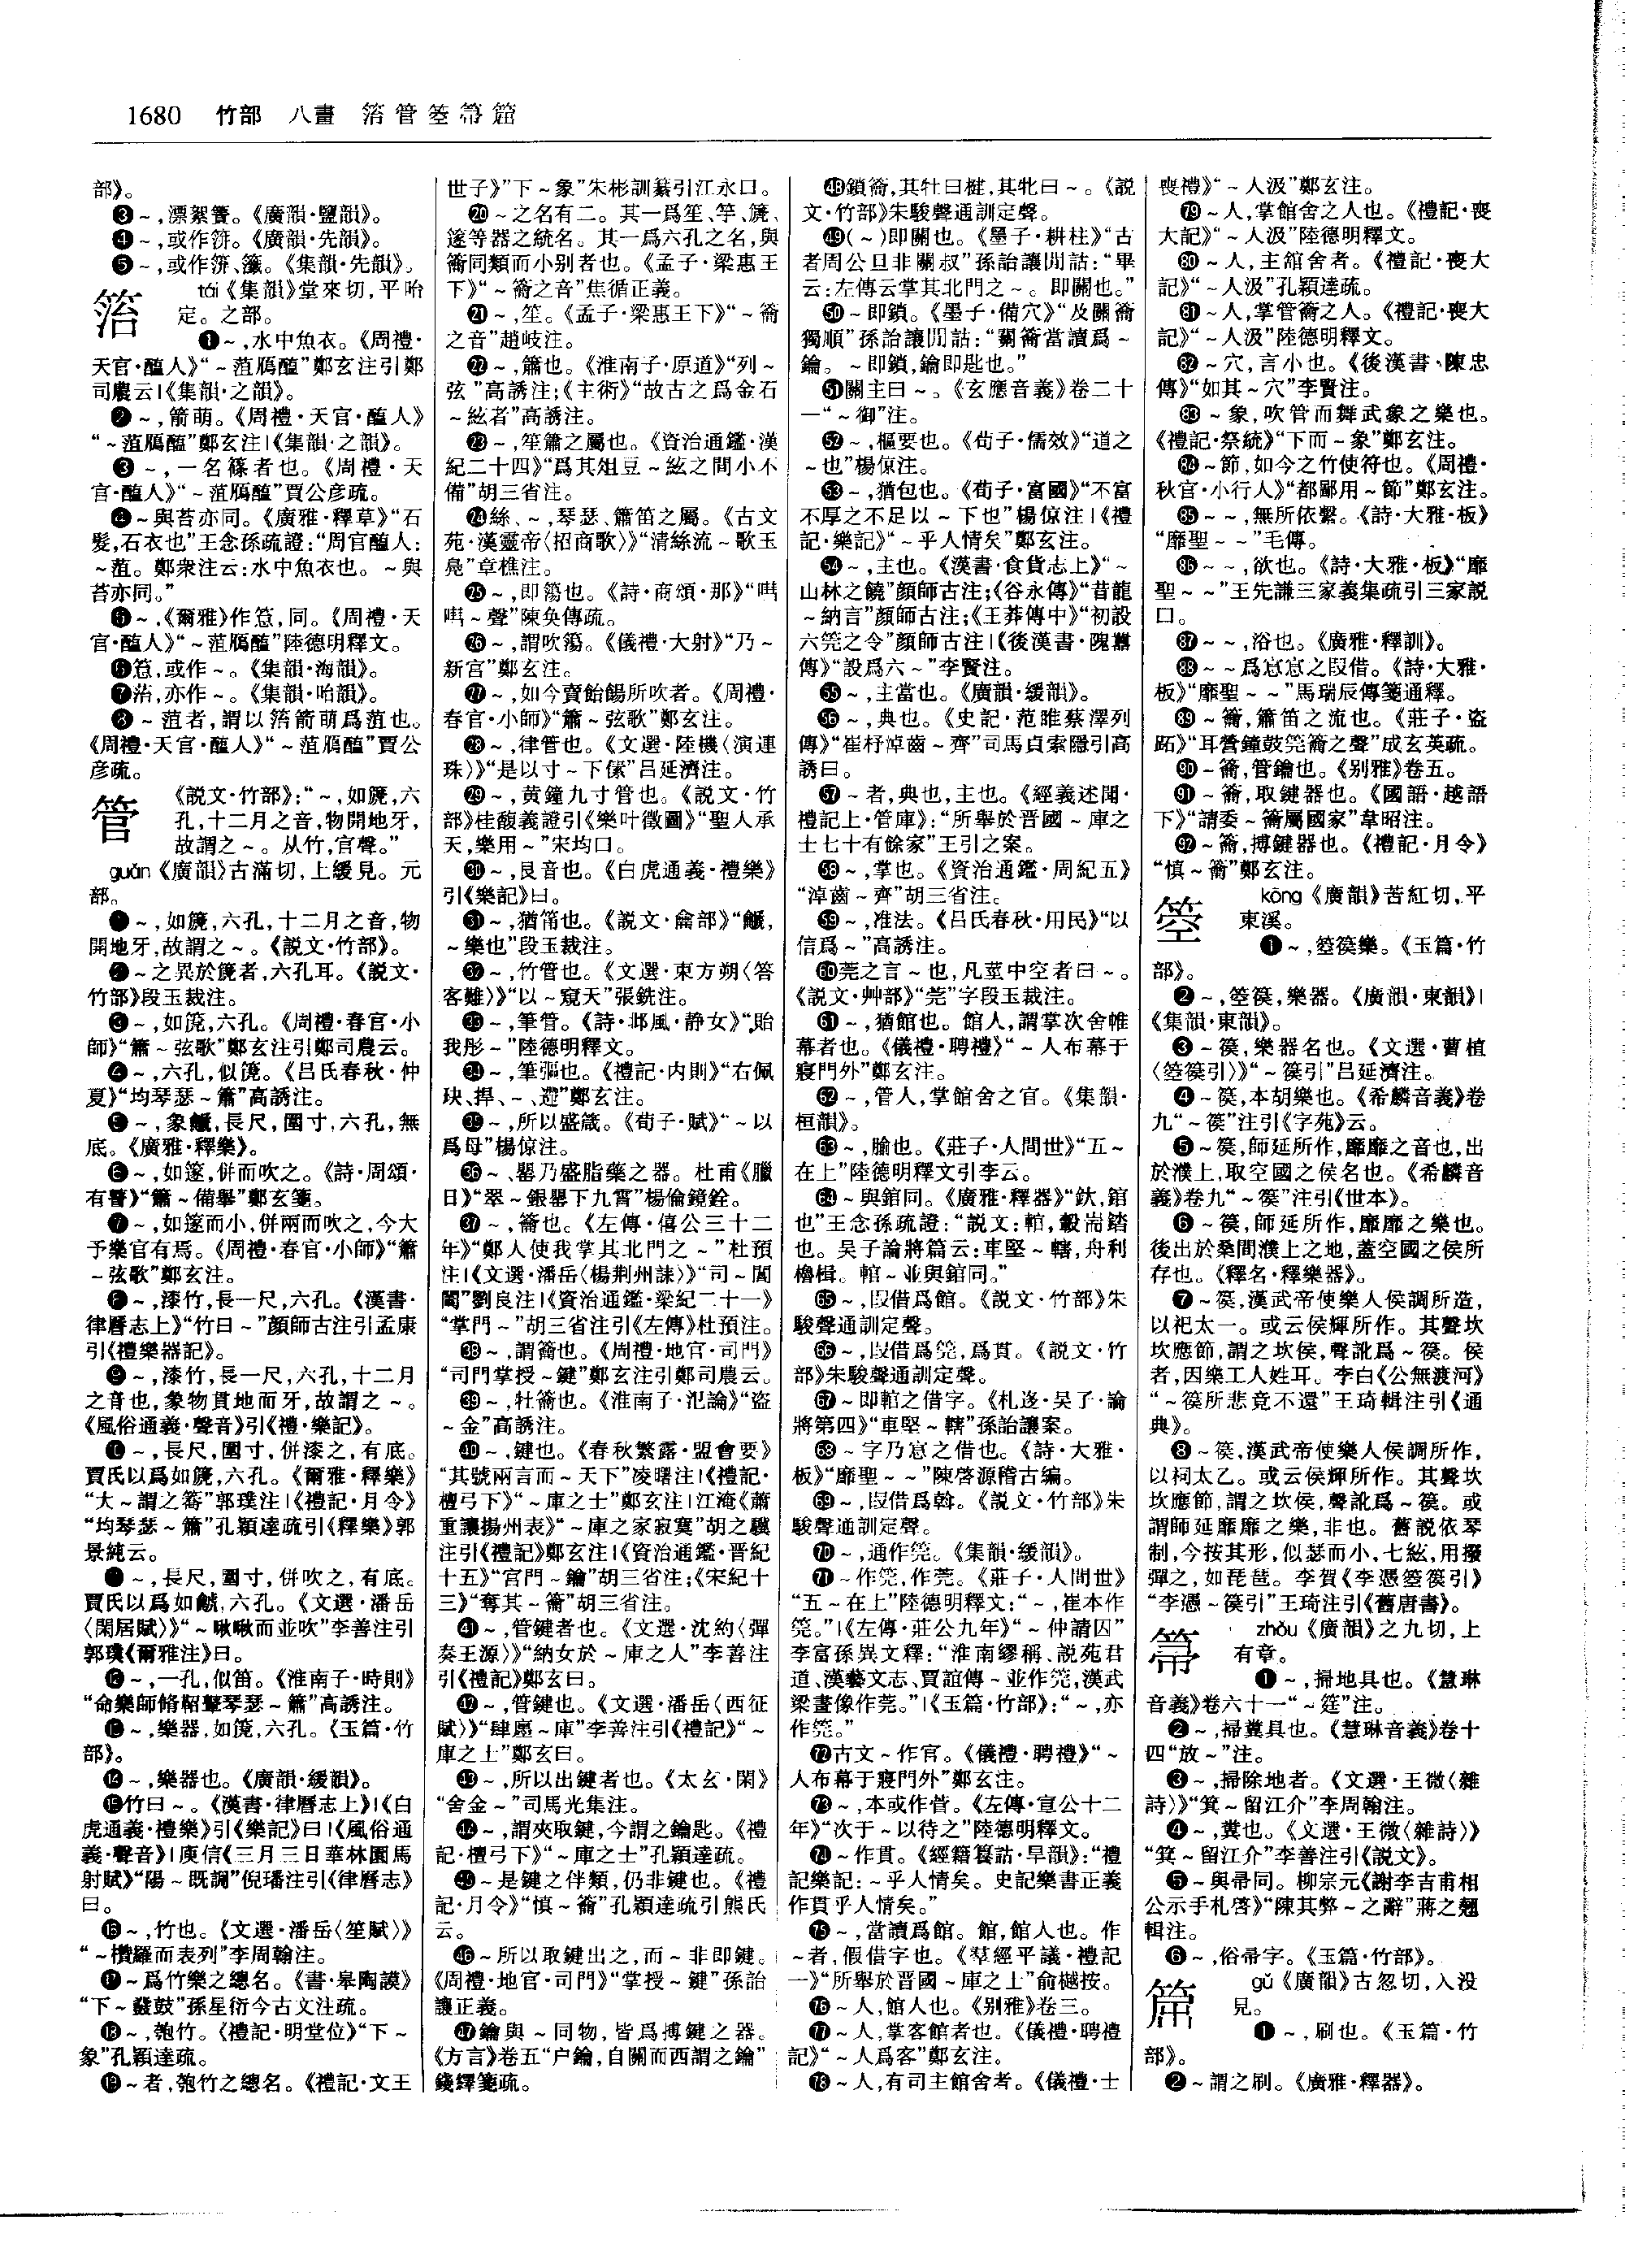 1680 竹部 八畫 箈管箜箒𥮲
部》。
❸～,漂絮簀。《廣韻·鹽韻》。
❹～,或作䈂。《廣韻·先韻》。
tái《集韻》堂來切,平咍
定。之部。
❶～,水中魚衣。《周禮·
天官·醢人》“～菹鴈醢”鄭玄注引鄭
司農云|《集韻·之韻》。
❷～,箭萌。《周禮·天官·醢人》
“～菹鴈醢”鄭玄注|《集韻·之韻》。
❸～,一名篠者也。《周禮·天
官·醢人》“～菹鴈醢”賈公彥疏。
❹～與苔亦同。《廣雅·釋草》“石
髮,石衣也”王念孫疏證:“周官醢人:
～菹。鄭衆注云:水中魚衣也。～與
苔亦同。”
官·醢人》“～菹鴈醢”陸德明釋文。
❽～菹者,謂以箈箭萌爲菹也。
《周禮·天官·醢人》“～菹鴈醢”賈公
彥疏。
管
《説文·竹部》:“～,如篪,六
孔,十二月之音,物開地牙,
故謂之～。从竹,官聲。”
guǎn《廣韻》古滿切,上緩見。元
部。
❶～,如篪,六孔,十二月之音,物
開地牙,故謂之～。《説文·竹部》。
❷～之異於篪者,六孔耳。《説文·
竹部》段玉裁注。
❸～,如篪,六孔。《周禮·春官·小
師》“簫～弦歌”鄭玄注引鄭司農云。
❹～,六孔,似篪。《吕氏春秋·仲
夏》“均琴瑟～簫”高誘注。
❺～,象䶵,長尺,圍寸,六孔,無
底。《廣雅·釋樂》。
❻～,如篴,併而吹之。《詩·周頌·
有瞽》“簫～備舉”鄭玄箋。
❼～,如篴而小,併兩而吹之,今大
予樂官有焉。《周禮·春官·小師》“簫
～弦歌”鄭玄注。
❽～,漆竹,長一尺,六孔。《漢書·
律曆志上》“竹曰～”顔師古注引孟康
引《禮樂器記》。
❾～,漆竹,長一尺,六孔,十二月
之音也,象物貫地而牙,故謂之～。
《風俗通義·聲音》引《禮·樂記》。
❿～,長尺,圍寸,併漆之,有底。
賈氏以爲如篪,六孔。《爾雅·釋樂》
“大～謂之簥”郭璞注|《禮記·月令》
“均琴瑟～簫”孔穎達疏引《釋樂》郭
景純云。
⓫～,長尺,圍寸,併吹之,有底。
賈氏以爲如䶵,六孔。《文選·潘岳
〈閑居賦〉》“～啾啾而並吹”李善注引
郭璞《爾雅注》曰。
⓬～,一孔,似笛。《淮南子·時則》
“命樂師脩鞀鞞琴瑟～簫”高誘注。
⓭～,樂器,如篪,六孔。《玉篇·竹
部》。
⓮～,樂器也。《廣韻·緩韻》。
⓯竹曰～。《漢書·律曆志上》|《白
虎通義·禮樂》引《樂記》曰|《風俗通
義·聲音》|庾信《三月三日華林園馬
射賦》“陽～既調”倪璠注引《律曆志》
曰。
⓰～,竹也。《文選·潘岳〈笙賦〉》
“～攢羅而表列”李周翰注。
⓱～爲竹樂之總名。《書·皋陶謨》
“下～鼗鼓”孫星衍今古文注疏。
⓲～,匏竹。《禮記·明堂位》“下～
象”孔穎達疏。
⓳～者,匏竹之總名。《禮記·文王
世子》“下～象”朱彬訓纂引江永曰。
⓴～之名有二。其一爲笙、竽、篪、
篴等器之統名。其一爲六孔之名,與
籥同類而小别者也。《孟子·梁惠王
下》“～籥之音”焦循正義。
㉑～,笙。《孟子·梁惠王下》“～籥
之音”趙岐注。
㉒～,簫也。《淮南子·原道》“列～
弦”高誘注;《主術》“故古之爲金石
～絃者”高誘注。
㉓～,笙簫之屬也。《資治通鑑·漢
紀二十四》“爲其俎豆～絃之間小不
備”胡三省注。
㉔絲、～,琴瑟、簫笛之屬。《古文
苑·漢靈帝〈招商歌〉》“清絲流～歌玉
鳧”章樵注。
㉕～,即簜也。《詩·商頌·那》“嘒
嘒～聲”陳奂傳疏。
㉖～,謂吹簜。《儀禮·大射》“乃～
新宫”鄭玄注。
㉗～,如今賣飴餳所吹者。《周禮·
春官·小師》“簫～弦歌”鄭玄注。
㉘～,律管也。《文選·陸機〈演連
珠〉》“是以寸～下傃”吕延濟注。
㉙～,黄鐘九寸管也。《説文·竹
部》桂馥義證引《樂叶徵圖》“聖人承
天,樂用～”宋均曰。
㉚～,艮音也。《白虎通義·禮樂》
引《樂記》曰。
㉛～,猶笛也。《説文·龠部》“龤,
～樂也”段玉裁注。
㉜～,竹管也。《文選·東方朔〈答
客難〉》“以～窺天”張銑注。
㉝～,筆管。《詩·邶風·静女》“貽
我彤～”陸德明釋文。
㉞～,筆彄也。《禮記·内則》“右佩
玦、捍、～、遰”鄭玄注。
㉟～,所以盛箴。《荀子·賦》“～以
爲母”楊倞注。
㊱～、罌乃盛脂藥之器。杜甫《臘
日》“翠～銀罌下九霄”楊倫鏡銓。
㊲～,籥也。《左傳·僖公三十二
年》“鄭人使我掌其北門之～”杜預
注|《文選·潘岳〈楊荆州誄〉》“司～閶
闔”劉良注|《資治通鑑·梁紀二十一》
“掌門～”胡三省注引《左傳》杜預注。
㊳～,謂籥也。《周禮·地官·司門》
“司門掌授～鍵”鄭玄注引鄭司農云。
㊴～,牡籥也。《淮南子·氾論》“盜
～金”高誘注。
㊵～,鍵也。《春秋繁露·盟會要》
“其號兩言而～天下”凌曙注|《禮記·
檀弓下》“～庫之士”鄭玄注|江淹《蕭
重讓揚州表》“～庫之家寂寞”胡之驥
注引《禮記》鄭玄注|《資治通鑑·晉紀
十五》“宫門～鑰”胡三省注;《宋紀十
三》“奪其～籥”胡三省注。
㊶～,管鍵者也。《文選·沈約〈彈
奏王源〉》“納女於～庫之人”李善注
引《禮記》鄭玄曰。
㊷～,管鍵也。《文選·潘岳〈西征
賦〉》“肆廛～庫”李善注引《禮記》“～
庫之士”鄭玄曰。
㊸～,所以出鍵者也。《太玄·閑》
“舍金～”司馬光集注。
㊹～,謂夾取鍵,今謂之鑰匙。《禮
記·檀弓下》“～庫之士”孔穎達疏。
㊺～是鍵之伴類,仍非鍵也。《禮
記·月令》“慎～籥”孔穎達疏引熊氏
云。
㊻～所以取鍵出之,而～非即鍵。
《周禮·地官·司門》“掌授～鍵”孫詒
讓正義。
㊼鑰與～同物,皆爲搏鍵之器。
《方言》卷五“户鑰,自關而西謂之鑰”
錢繹箋疏。
㊽鎖籥,其牡曰楗,其牝曰～。《説
文·竹部》朱駿聲通訓定聲。
㊾(～)即關也。《墨子·耕柱》“古
者周公旦非關叔”孫詒讓閒詁:“畢
云:左傳云掌其北門之～。即關也。”
㊿～即鎖。《墨子·備穴》“及關籥
獨順”孫詒讓閒詁:“關籥當讀爲～
鑰。～即鎖,鑰即匙也。”
51關主曰～。《玄應音義》卷二十
一“～御”注。
52～,樞要也。《荀子·儒效》“道之
～也”楊倞注。
53～,猶包也。《荀子·富國》“不富
不厚之不足以～下也”楊倞注|《禮
記·樂記》“～乎人情矣”鄭玄注。
54～,主也。《漢書·食貨志上》“～
山林之饒”顔師古注;《谷永傳》“昔龍
～納言”顔師古注;《王莽傳中》“初設
六筦之令”顔師古注|《後漢書·隗囂
傳》“設爲六～”李賢注。
55～,主當也。《廣韻·緩韻》。
56～,典也。《史記·范雎蔡澤列
傳》“崔杼淖齒～齊”司馬貞索隱引高
誘曰。
57～者,典也,主也。《經義述聞·
禮記上·管庫》:“所舉於晉國～庫之
士七十有餘家”王引之案。
58～,掌也。《資治通鑑·周紀五》
“淖齒～齊”胡三省注。
59～,准法。《吕氏春秋·用民》“以
信爲～”高誘注。
60莞之言～也,凡莖中空者曰～。
《説文·艸部》“莞”字段玉裁注。
61～,猶館也。館人,謂掌次舍帷
幕者也。《儀禮·聘禮》“～人布幕于
寢門外”鄭玄注。
62～,管人,掌館舍之官。《集韻·
桓韻》。
63～,腧也。《莊子·人間世》“五～
在上”陸德明釋文引李云。
64～與錧同。《廣雅·釋器》“釱,錧
也”王念孫疏證:“説文:輨,轂耑錔
也。吴子論將篇云:車堅～轄,舟利
櫓楫。輨～並與錧同。”
65～,叚借爲館。《説文·竹部》朱
駿聲通訓定聲。
66～,叚借爲筦,爲貫。《説文·竹
部》朱駿聲通訓定聲。
67～即輨之借字。《札迻·吴子·論
將第四》“車堅～轄”孫詒讓案。
68～字乃悹之借也。《詩·大雅·
板》“靡聖～～”陳啓源稽古編。
69～,叚借爲斡。《説文·竹部》朱
駿聲通訓定聲。
70～,通作筦。《集韻·緩韻》。
71～作筦,作莞。《莊子·人間世》
“五～在上”陸德明釋文:“～,崔本作
筦。”|《左傳·莊公九年》“～仲請囚”
李富孫異文釋:“淮南繆稱、説苑君
道、漢藝文志、賈誼傳～並作筦,漢武
梁畫像作莞。”|《玉篇·竹部》:“～,亦
作筦。”
72古文～作官。《儀禮·聘禮》“～
人布幕于寢門外”鄭玄注。
73～,本或作菅。《左傳·宣公十二
年》“次于～以待之”陸德明釋文。
74～作貫。《經籍籑詁·旱韻》:“禮
記樂記:～乎人情矣。史記樂書正義
作貫乎人情矣。”
75～,當讀爲館。館,館人也。作
～者,假借字也。《羣經平議·禮記
一》“所舉於晋國～庫之士”俞樾按。
76～人,館人也。《别雅》卷三。
77～人,掌客館者也。《儀禮·聘禮
記》“～人爲客”鄭玄注。
78～人,有司主館舍者。《儀禮·士
喪禮》“～人汲”鄭玄注。
79～人,掌館舍之人也。《禮記·喪
大記》“～人汲”陸德明釋文。
80～人,主館舍者。《禮記·喪大
記》“～人汲”孔穎達疏。
81～人,掌管籥之人。《禮記·喪大
記》“～人汲”陸德明釋文。
82～穴,言小也。《後漢書·陳忠
傳》“如其～穴”李賢注。
83～象,吹管而舞武象之樂也。
《禮記·祭統》“下而～象”鄭玄注。
84～節,如今之竹使符也。《周禮·
秋官·小行人》“都鄙用～節”鄭玄注。
85～～,無所依繫。《詩·大雅·板》
“靡聖～～”毛傳。
86～～,欲也。《詩·大雅·板》“靡
聖～～”王先謙三家義集疏引三家説
曰。
87～～,浴也。《廣雅·釋訓》。
88～～爲悹悹之叚借。《詩·大雅·
板》“靡聖～～”馬瑞辰傳箋通釋。
89～籥,簫笛之流也。《莊子·盜
跖》“耳營鐘鼓筦籥之聲”成玄英疏。
90～籥,管鑰也。《别雅》卷五。
91～籥,取鍵器也。《國語·越語
下》“請委～籥屬國家”韋昭注。
92～籥,搏鍵器也。《禮記·月令》
“慎～籥”鄭玄注。
箜
kōng《廣韻》苦紅切,平
東溪。
❶～,箜篌樂。《玉篇·竹
部》。
❷～,箜篌,樂器。《廣韻·東韻》|
《集韻·東韻》。
❸～篌,樂器名也。《文選·曹植
〈箜篌引〉》“～篌引”吕延濟注。
❹～篌,本胡樂也。《希麟音義》卷
九“～篌”注引《字苑》云。
❺～篌,師延所作,靡靡之音也,出
於濮上,取空國之侯名也。《希麟音
義》卷九“～篌”注引《世本》。
❻～篌,師延所作,靡靡之樂也。
後出於桑間濮上之地,蓋空國之侯所
存也。《釋名·釋樂器》。
❼～篌,漢武帝使樂人侯調所造,
以祀太一。或云侯輝所作。其聲坎
坎應節,謂之坎侯,聲訛爲～篌。侯
者,因樂工人姓耳。李白《公無渡河》
“～篌所悲竟不還”王琦輯注引《通
典》。
❽～篌,漢武帝使樂人侯調所作,
以祠太乙。或云侯輝所作。其聲坎
坎應節,謂之坎侯,聲訛爲～篌。或
謂師延靡靡之樂,非也。舊説依琴
制,今按其形,似瑟而小,七絃,用撥
彈之,如琵琶。李賀《李憑箜篌引》
“李憑～篌引”王琦注引《舊唐書》。
箒
zhǒu《廣韻》之九切,上
有章。
❶～,掃地具也。《慧琳
音義》卷六十一“～筳”注。
❷～,掃糞具也。《慧琳音義》卷十
四“放～”注。
❸～,掃除地者。《文選·王微〈雜
詩〉》“箕～留江介”李周翰注。
❹～,糞也。《文選·王微〈雜詩〉》
“箕～留江介”李善注引《説文》。
❺～與帚同。柳宗元《謝李吉甫相
公示手札啓》“陳其弊～之辭”蔣之翹
輯注。
❻～,俗帚字。《玉篇·竹部》。
gǔ《廣韻》古忽切,入没
見。
❶～,刷也。《玉篇·竹
部》。
❷～謂之刷。《廣雅·釋器》。